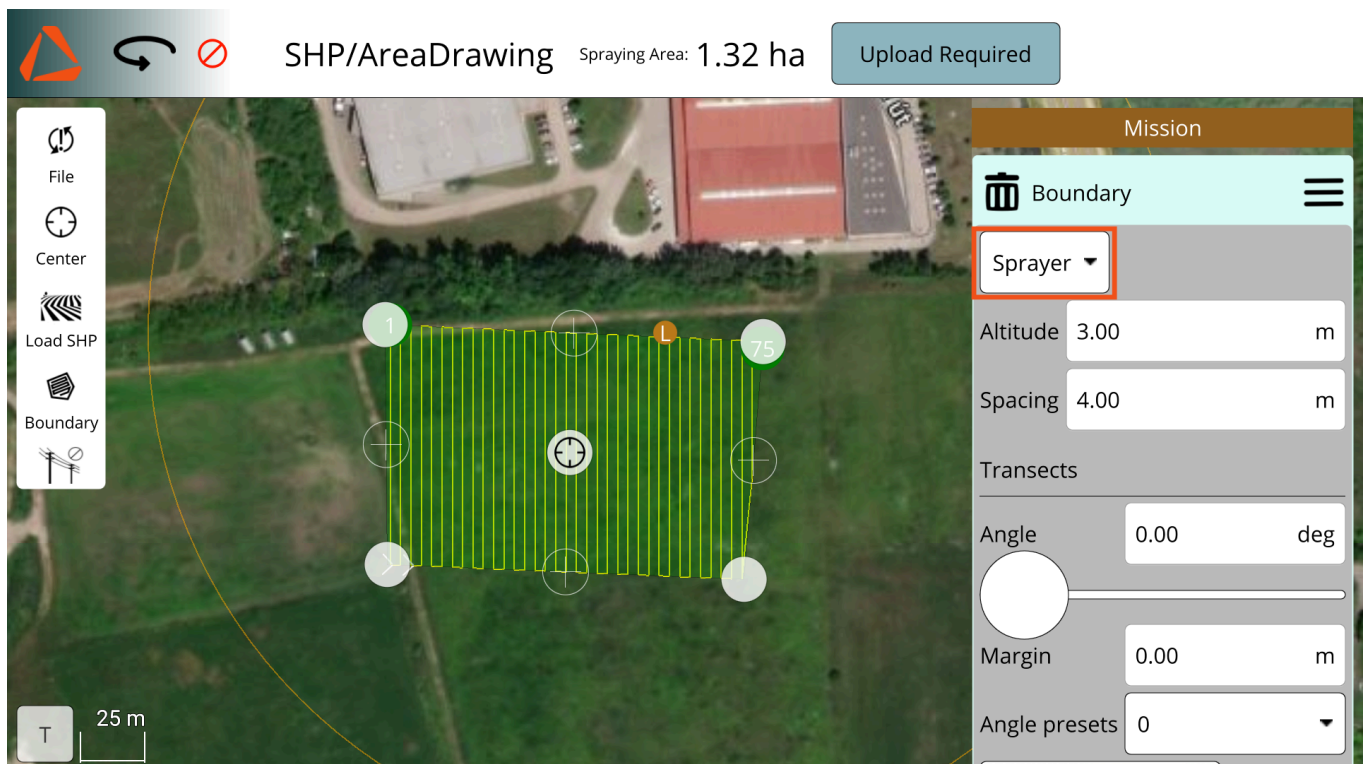 SHP/AreaDrawing Spraying Area: 1.32 ha Upload Required
File
Center
Load SHP
Boundary
1
L
75
T
25 m
Mission
Boundary
Sprayer
Altitude 3.00 m
Spacing 4.00 m
Transects
Angle 0.00 deg
Margin 0.00 m
Angle presets 0